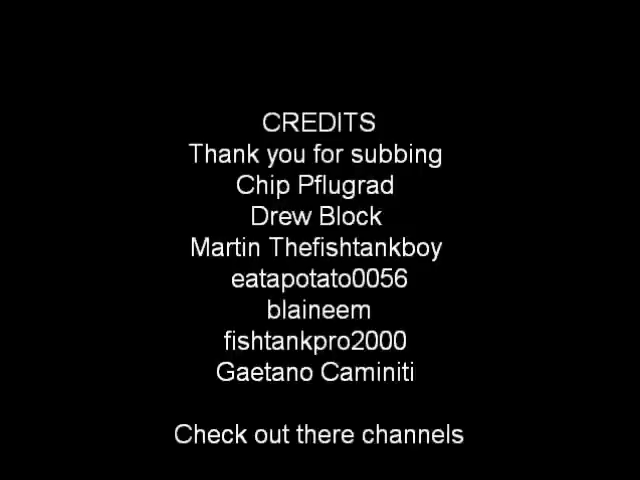 CREDITS
Thank you for subbing
Chip Pflugrad
Drew Block
Martin Thefishtankboy
eatapotato0056
blaineem
fishtankpro2000
Gaetano Caminiti
Check out there channels